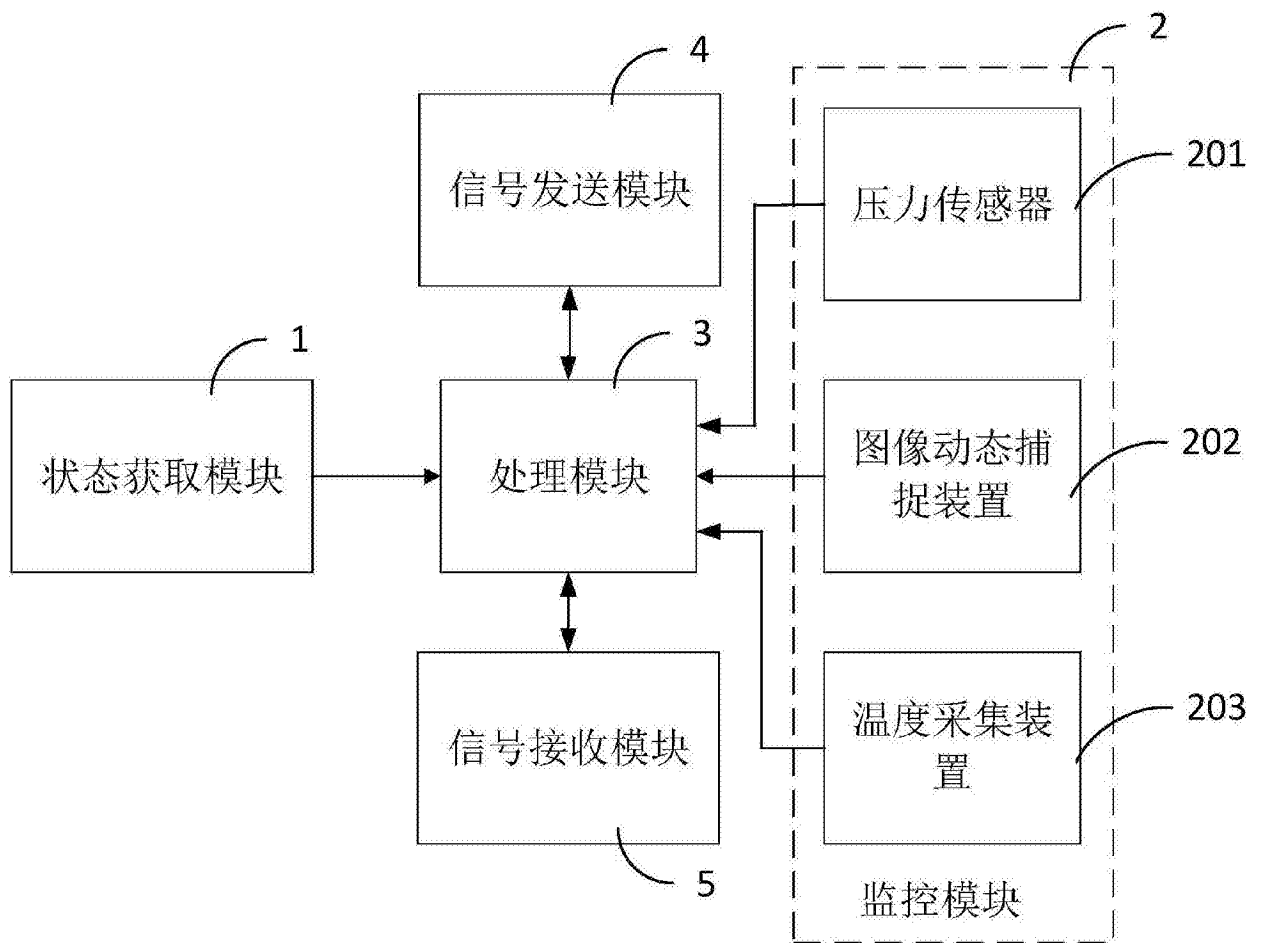 4
2
信号发送模块
压力传感器
201
1
3
状态获取模块
处理模块
图像动态捕
捉装置
202
信号接收模块
温度采集装
置
203
5
监控模块